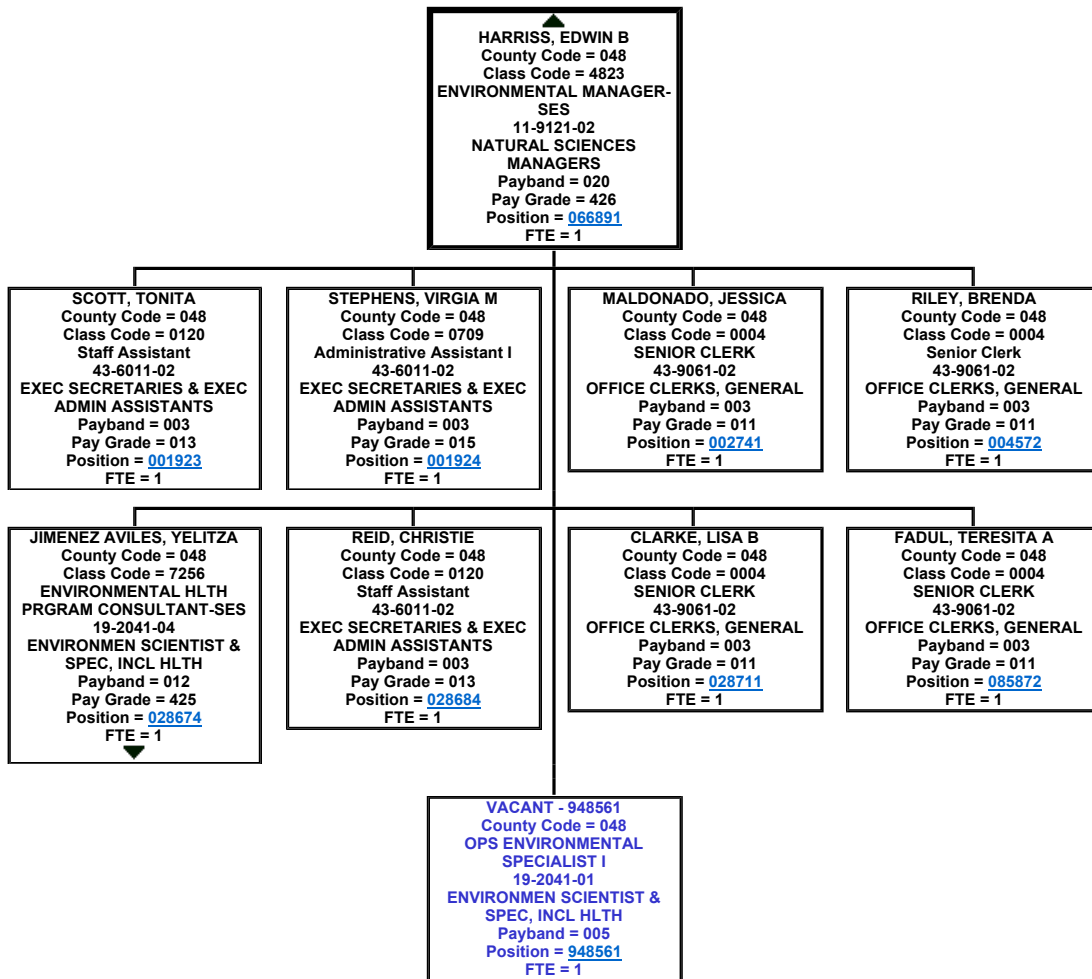 HARRISS, EDWIN B
County Code = 048
Class Code = 4823
ENVIRONMENTAL MANAGER-
SES
11-9121-02
NATURAL SCIENCES
MANAGERS
Payband = 020
Pay Grade = 426
Position = 066891
FTE = 1
SCOTT, TONITA
County Code = 048
Class Code = 0120
Staff Assistant
43-6011-02
EXEC SECRETARIES & EXEC
ADMIN ASSISTANTS
Payband = 003
Pay Grade = 013
Position = 001923
FTE = 1
STEPHENS, VIRGIA M
County Code = 048
Class Code = 0709
Administrative Assistant I
43-6011-02
EXEC SECRETARIES & EXEC
ADMIN ASSISTANTS
Payband = 003
Pay Grade = 015
Position = 001924
FTE = 1
MALDONADO, JESSICA
County Code = 048
Class Code = 0004
SENIOR CLERK
43-9061-02
OFFICE CLERKS, GENERAL
Payband = 003
Pay Grade = 011
Position = 002741
FTE = 1
RILEY, BRENDA
County Code = 048
Class Code = 0004
Senior Clerk
43-9061-02
OFFICE CLERKS, GENERAL
Payband = 003
Pay Grade = 011
Position = 004572
FTE = 1
JIMENEZ AVILES, YELITZA
County Code = 048
Class Code = 7256
ENVIRONMENTAL HLTH
PRGRAM CONSULTANT-SES
19-2041-04
ENVIRONMEN SCIENTIST &
SPEC, INCL HLTH
Payband = 012
Pay Grade = 425
Position = 028674
FTE = 1
REID, CHRISTIE
County Code = 048
Class Code = 0120
Staff Assistant
43-6011-02
EXEC SECRETARIES & EXEC
ADMIN ASSISTANTS
Payband = 003
Pay Grade = 013
Position = 028684
FTE = 1
CLARKE, LISA B
County Code = 048
Class Code = 0004
SENIOR CLERK
43-9061-02
OFFICE CLERKS, GENERAL
Payband = 003
Pay Grade = 011
Position = 028711
FTE = 1
FADUL, TERESITA A
County Code = 048
Class Code = 0004
SENIOR CLERK
43-9061-02
OFFICE CLERKS, GENERAL
Payband = 003
Pay Grade = 011
Position = 085872
FTE = 1
VACANT - 948561
County Code = 048
OPS ENVIRONMENTAL
SPECIALIST I
19-2041-01
ENVIRONMEN SCIENTIST &
SPEC, INCL HLTH
Payband = 005
Position = 948561
FTE = 1